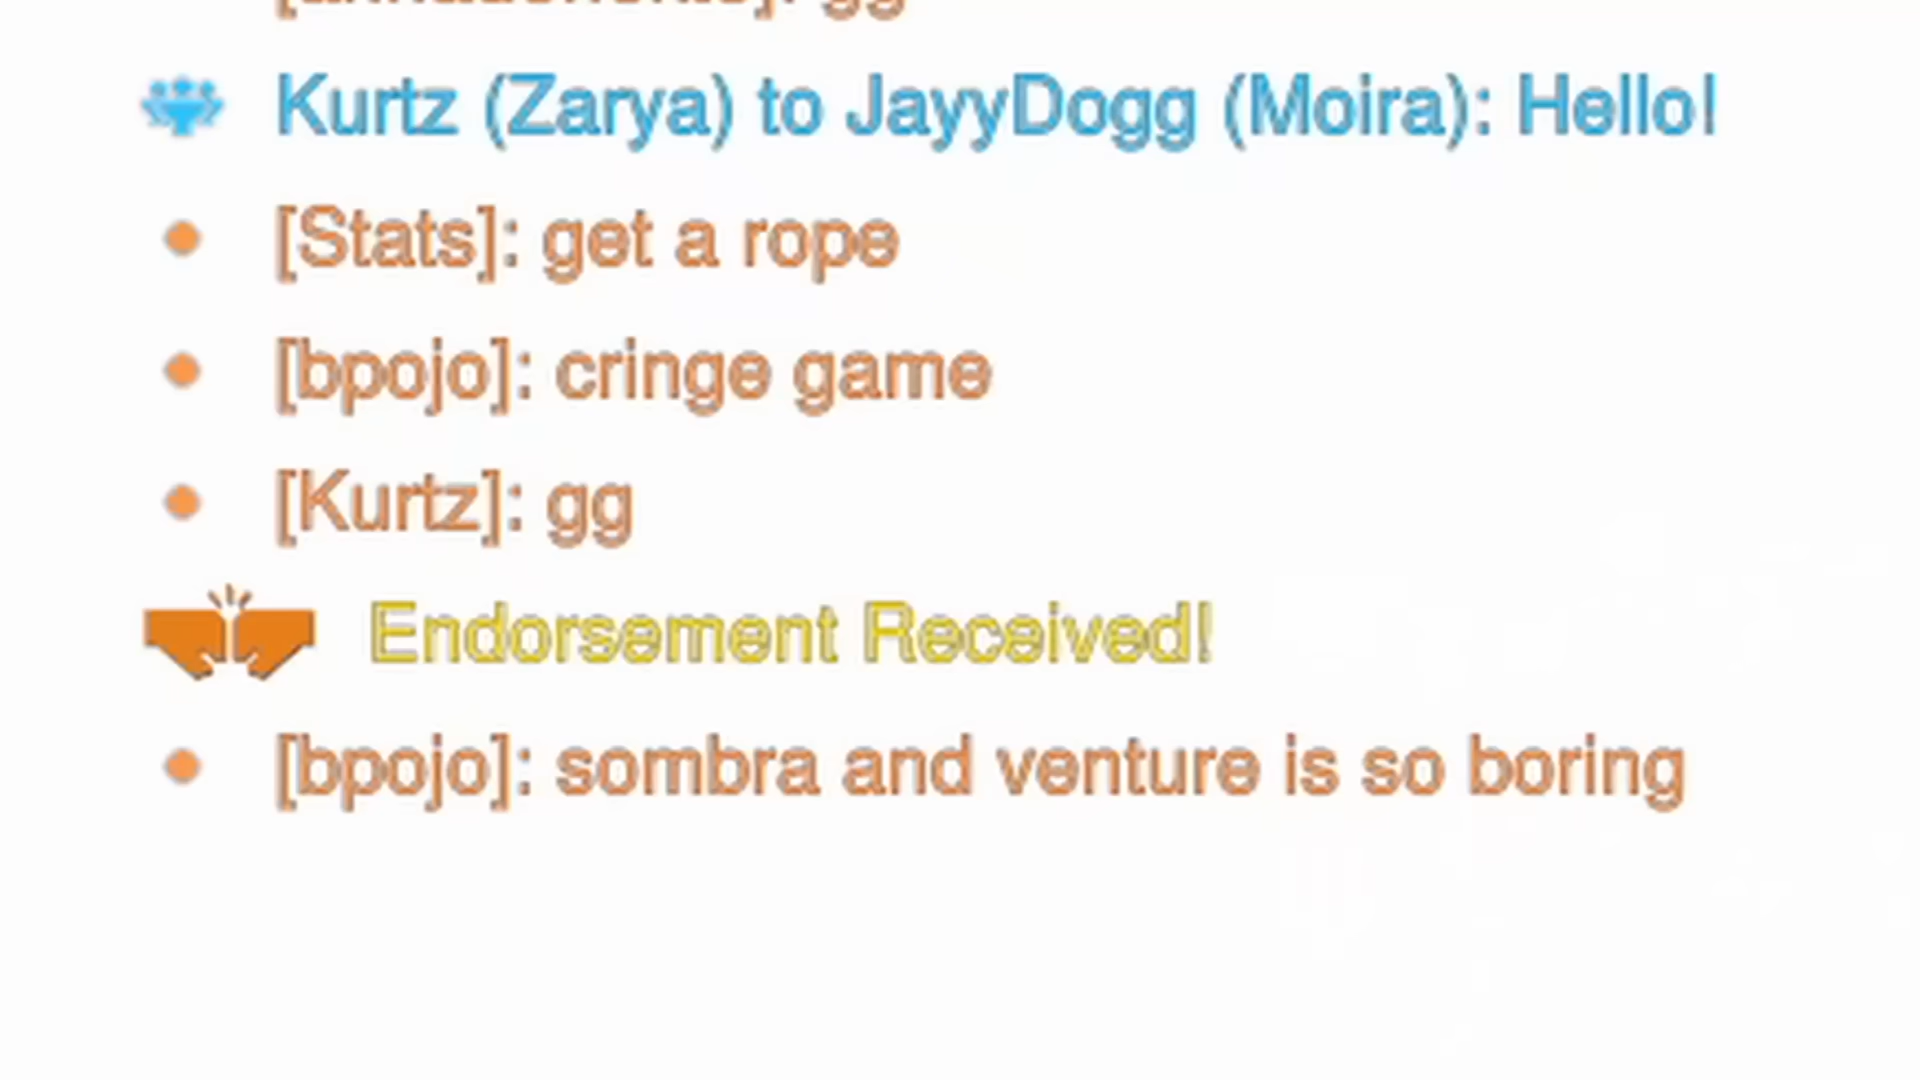 gg
Kurtz (Zarya) to JayyDogg (Moira): Hello!
[Stats]: get a rope
[bpojo]: cringe game
[Kurtz]: gg
Endorsement Received!
[bpojo]: sombra and venture is so boring